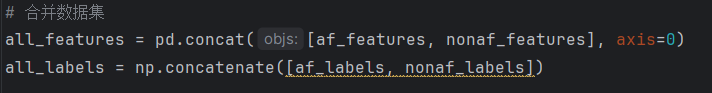 # 合并数据集
all_features = pd.concat( objs: [af_features, nonaf_features], axis=0)
all_labels = np.concatenate([af_labels, nonaf_labels])